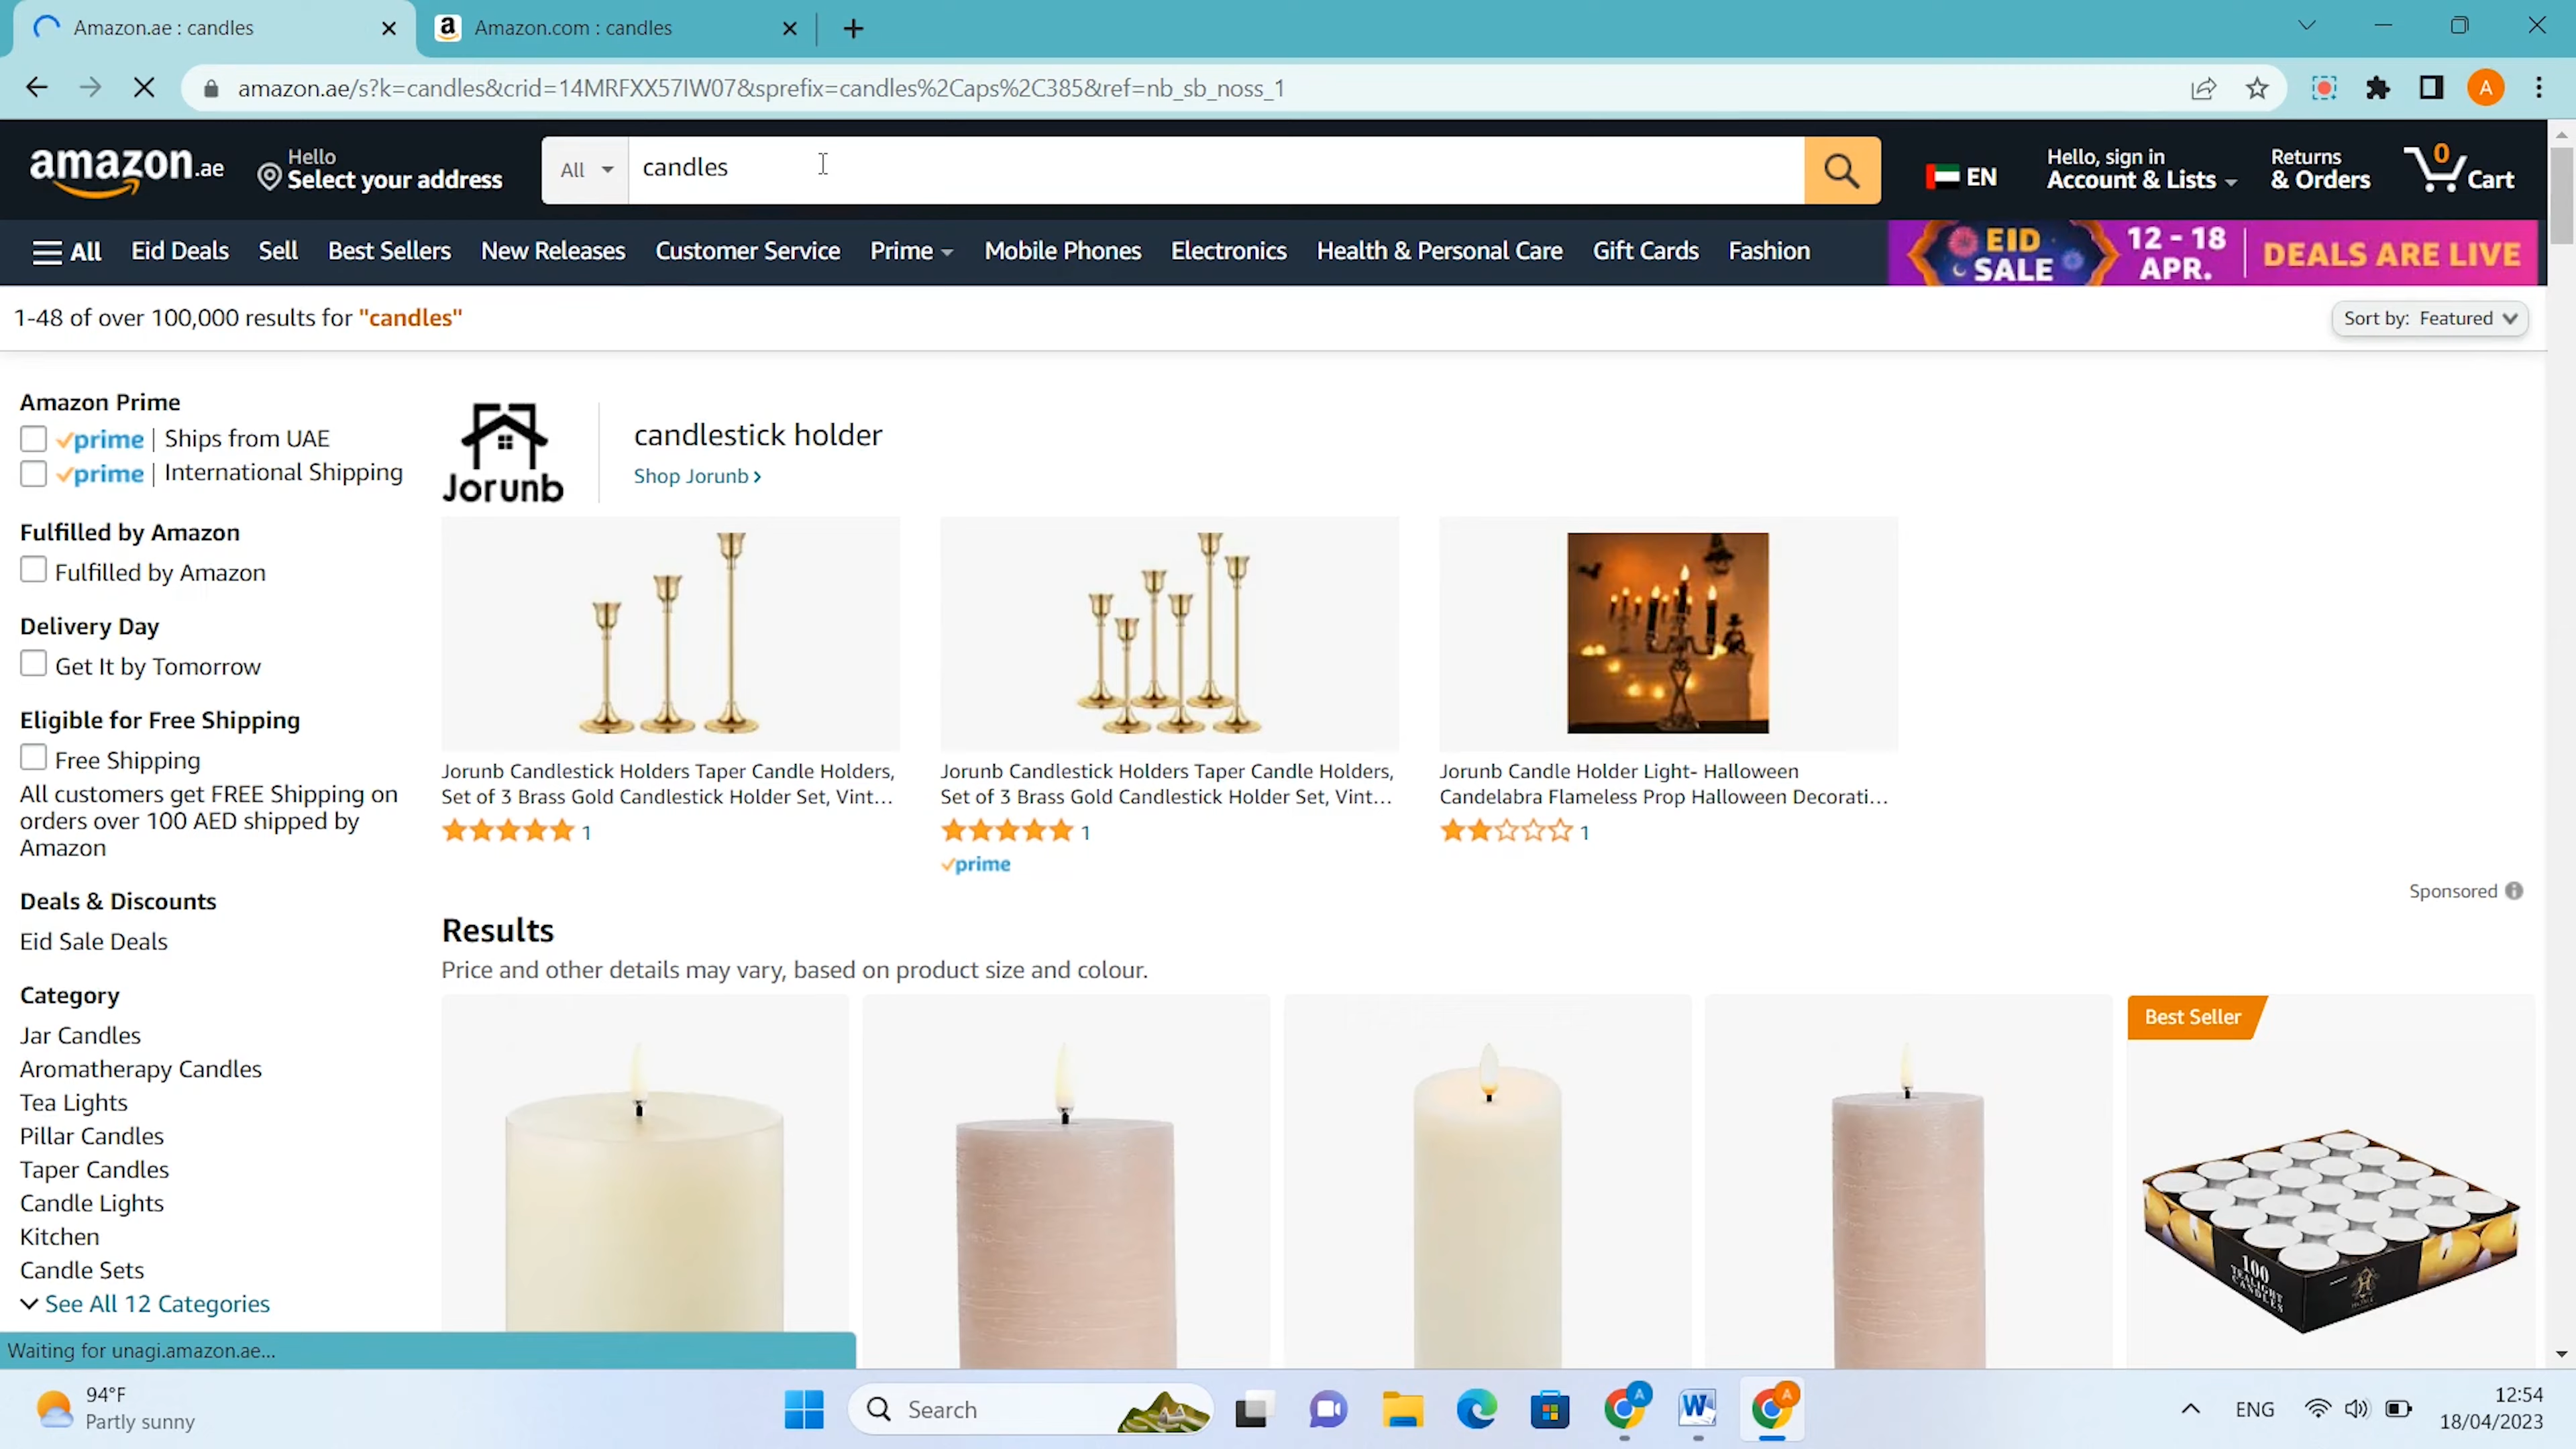 Amazon.ae : candles
Amazon.com : candles
amazon.ae/s?k=candles&crid=14MRFXX57IW07&sprefix=candles%2Caps%2C385&ref=nb_sb_noss_1
A
amazon.ae
Hello
Select your address
All
candles
EN
Hello, sign in
Account & Lists
Returns
& Orders
0
Cart
All
Eid Deals
Sell
Best Sellers
New Releases
Customer Service
Prime
Mobile Phones
Electronics
Health & Personal Care
Gift Cards
Fashion
EID
SALE
12 - 18
APR.
DEALS ARE LIVE
1-48 of over 100,000 results for "candles"
Sort by: Featured
Amazon Prime
prime | Ships from UAE
prime | International Shipping
Fulfilled by Amazon
Fulfilled by Amazon
Delivery Day
Get It by Tomorrow
Eligible for Free Shipping
Free Shipping
All customers get FREE Shipping on
orders over 100 AED shipped by
Amazon
Deals & Discounts
Eid Sale Deals
Category
Jar Candles
Aromatherapy Candles
Tea Lights
Pillar Candles
Taper Candles
Candle Lights
Kitchen
Candle Sets
See All 12 Categories
Jorunb
candlestick holder
Shop Jorunb ›
Jorunb Candlestick Holders Taper Candle Holders,
Set of 3 Brass Gold Candlestick Holder Set, Vint...
1
Jorunb Candlestick Holders Taper Candle Holders,
Set of 3 Brass Gold Candlestick Holder Set, Vint...
1
prime
Jorunb Candle Holder Light- Halloween
Candelabra Flameless Prop Halloween Decorati...
1
Sponsored
Results
Price and other details may vary, based on product size and colour.
Best Seller
100
TEALIGHT
CANDLES
Waiting for unagi.amazon.ae...
94°F
Partly sunny
Search
A
W
A
ENG
12:54
18/04/2023